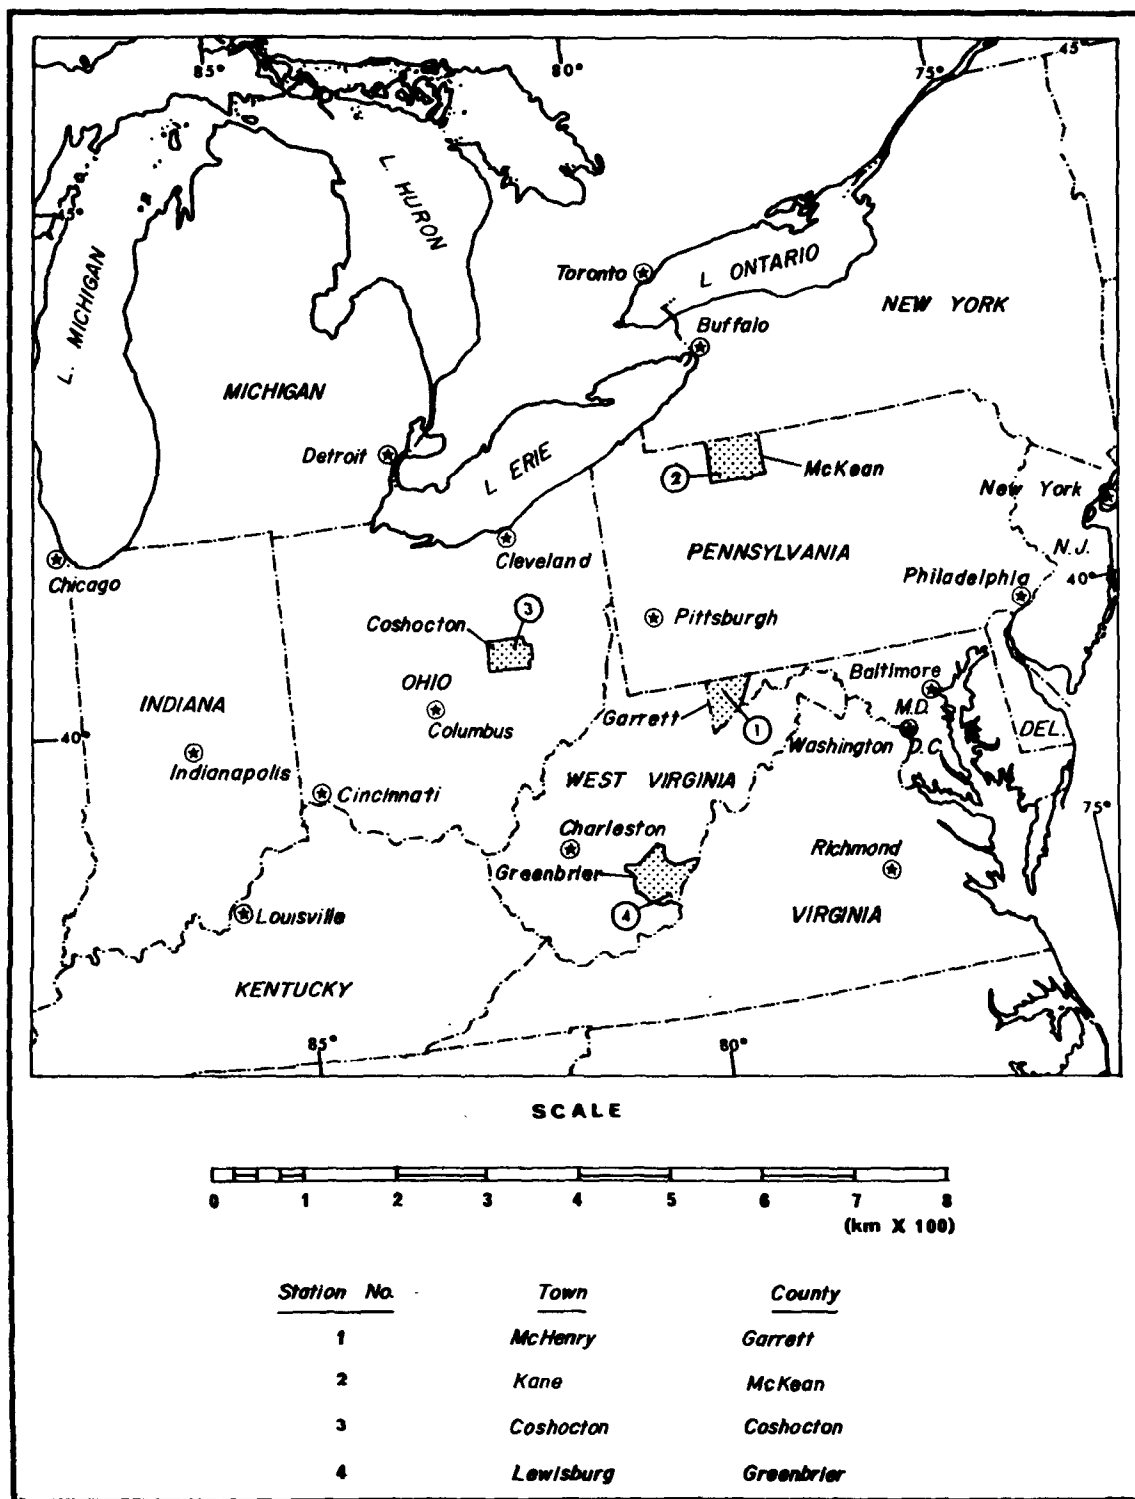 85°
80°
75°
45°
45°
L. HURON
L. MICHIGAN
Toronto
L ONTARIO
NEW YORK
Buffalo
MICHIGAN
Detroit
L ERIE
2
McKean
New York
Cleveland
PENNSYLVANIA
N.J.
Chicago
Philadelphia
40°
3
Coshocton
Pittsburgh
OHIO
Baltimore
INDIANA
Garrett
M.D.
Columbus
1
DEL.
40°
Washington D.C.
Indianapolis
WEST VIRGINIA
Cincinnati
75°
Charleston
Richmond
Greenbrier
4
Louisville
VIRGINIA
KENTUCKY
85°
80°
SCALE
0 1 2 3 4 5 6 7 8
(km X 100)
Station No. Town County
1 McHenry Garrett
2 Kane McKean
3 Coshocton Coshocton
4 Lewisburg Greenbrier